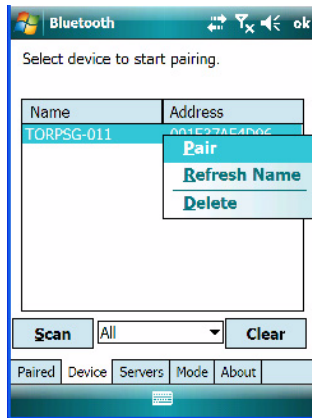 Bluetooth ok
Select device to start pairing.
Name Address
TORPSG-011
Pair
Refresh Name
Delete
Scan All Clear
Paired Device Servers Mode About